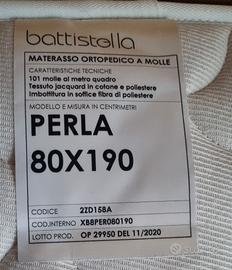 battistella
MATERASSO ORTOPEDICO A MOLLE
CARATTERISTICHE TECNICHE
101 molle al metro quadro
Tessuto jacquard in cotone e poliestere
Imbottitura in soffice fibra di poliestere
MODELLO E MISURA IN CENTIMETRI
PERLA
80X190
CODICE 2ZD158A
COD.INTERNO XB8PER080190
LOTTO PROD. OP 29950 DEL 11/2020
subito